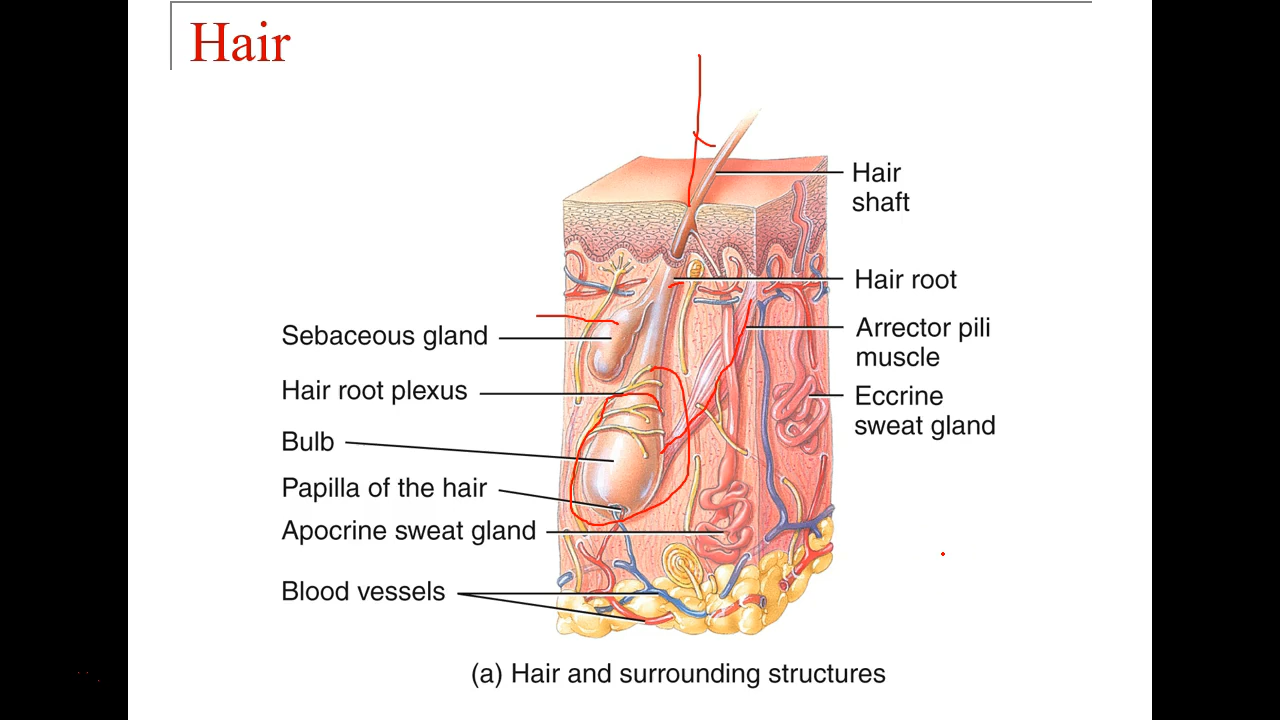 Hair
Hair
shaft
Hair root
Sebaceous gland
Arrector pili
muscle
Hair root plexus
Eccrine
sweat gland
Bulb
Papilla of the hair
Apocrine sweat gland
Blood vessels
(a) Hair and surrounding structures